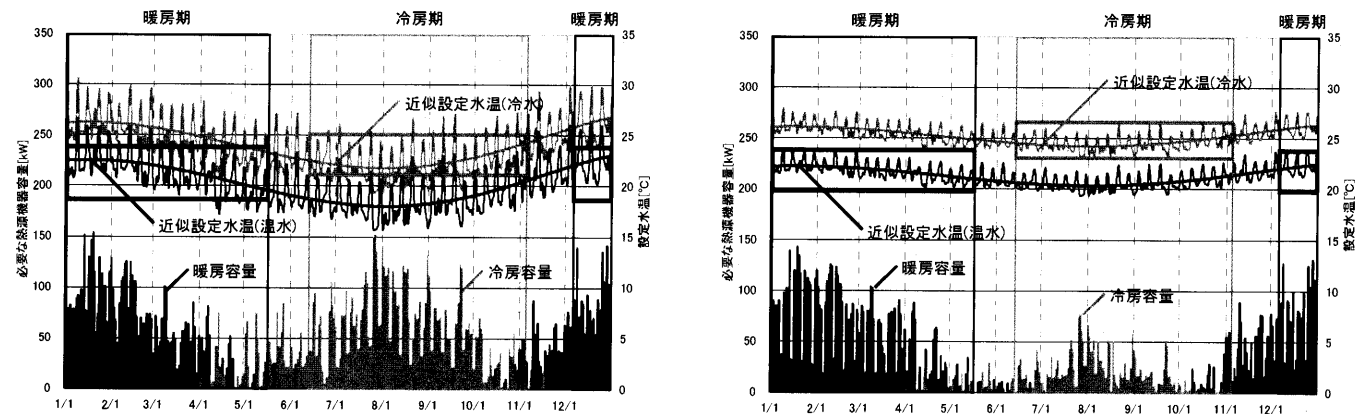 暖房期 冷房期 暖房期
350 35
300 30
250 25
200 20
150 15
100 10
50 5
0 0
必要な熱源機器容量[kW]
設定水温[℃]
近似設定水温(冷水)
近似設定水温(温水)
暖房容量
冷房容量
1/1 2/1 3/1 4/1 5/1 6/1 7/1 8/1 9/1 10/1 11/1 12/1
暖房期 冷房期 暖房期
350 35
300 30
250 25
200 20
150 15
100 10
50 5
0 0
必要な熱源機器容量[kW]
設定水温[℃]
近似設定水温(冷水)
近似設定水温(温水)
暖房容量
冷房容量
1/1 2/1 3/1 4/1 5/1 6/1 7/1 8/1 9/1 10/1 11/1 12/1